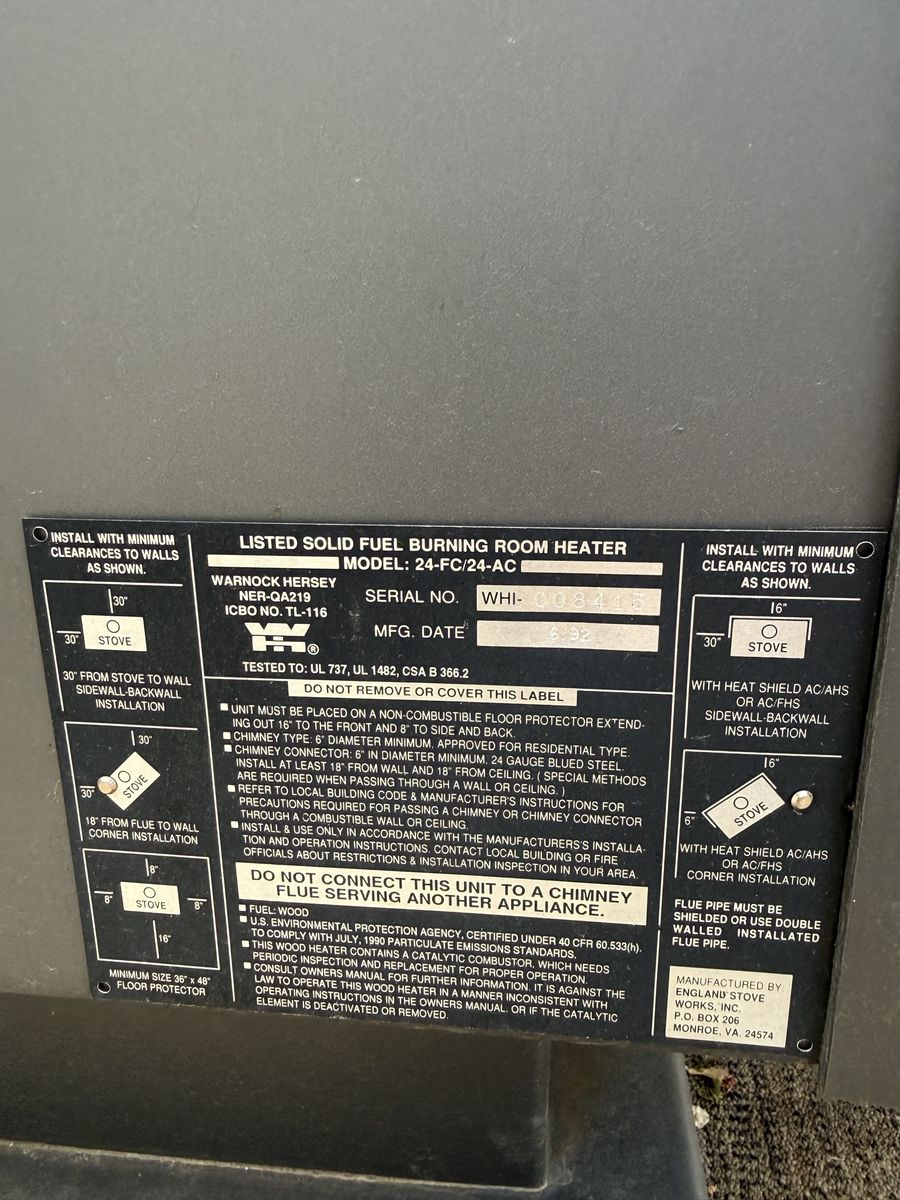 INSTALL WITH MINIMUM
CLEARANCES TO WALLS
AS SHOWN.
30"
30"
STOVE
30" FROM STOVE TO WALL
SIDEWALL-BACKWALL
INSTALLATION
30"
30"
STOVE
18" FROM FLUE TO WALL
CORNER INSTALLATION
8"
8"
STOVE
8"
16"
MINIMUM SIZE 36" x 48"
FLOOR PROTECTOR
LISTED SOLID FUEL BURNING ROOM HEATER
MODEL: 24-FC/24-AC
WARNOCK HERSEY
NER-QA219
ICBO NO. TL-116
WH®
SERIAL NO. WHI- 008415
MFG. DATE 6 92
TESTED TO: UL 737, UL 1482, CSA B 366.2
DO NOT REMOVE OR COVER THIS LABEL
■ UNIT MUST BE PLACED ON A NON-COMBUSTIBLE FLOOR PROTECTOR EXTEND-
ING OUT 16" TO THE FRONT AND 8" TO SIDE AND BACK.
■ CHIMNEY TYPE: 6" DIAMETER MINIMUM, APPROVED FOR RESIDENTIAL TYPE.
■ CHIMNEY CONNECTOR: 6" IN DIAMETER MINIMUM. 24 GAUGE BLUED STEEL.
INSTALL AT LEAST 18" FROM WALL AND 18" FROM CEILING. ( SPECIAL METHODS
ARE REQUIRED WHEN PASSING THROUGH A WALL OR CEILING. )
■ REFER TO LOCAL BUILDING CODE & MANUFACTURER'S INSTRUCTIONS FOR
PRECAUTIONS REQUIRED FOR PASSING A CHIMNEY OR CHIMNEY CONNECTOR
THROUGH A COMBUSTIBLE WALL OR CEILING.
■ INSTALL & USE ONLY IN ACCORDANCE WITH THE MANUFACTURERS'S INSTALLA-
TION AND OPERATION INSTRUCTIONS. CONTACT LOCAL BUILDING OR FIRE
OFFICIALS ABOUT RESTRICTIONS & INSTALLATION INSPECTION IN YOUR AREA.
DO NOT CONNECT THIS UNIT TO A CHIMNEY
FLUE SERVING ANOTHER APPLIANCE.
■ FUEL: WOOD
■ U.S. ENVIRONMENTAL PROTECTION AGENCY, CERTIFIED UNDER 40 CFR 60.533(h).
TO COMPLY WITH JULY, 1990 PARTICULATE EMISSIONS STANDARDS.
■ THIS WOOD HEATER CONTAINS A CATALYTIC COMBUSTOR, WHICH NEEDS
PERIODIC INSPECTION AND REPLACEMENT FOR PROPER OPERATION.
■ CONSULT OWNERS MANUAL FOR FURTHER INFORMATION. IT IS AGAINST THE
LAW TO OPERATE THIS WOOD HEATER IN A MANNER INCONSISTENT WITH
OPERATING INSTRUCTIONS IN THE OWNERS MANUAL. OR IF THE CATALYTIC
ELEMENT IS DEACTIVATED OR REMOVED.
INSTALL WITH MINIMUM
CLEARANCES TO WALLS
AS SHOWN.
6"
30"
STOVE
WITH HEAT SHIELD AC/AHS
OR AC/FHS
SIDEWALL-BACKWALL
INSTALLATION
6"
6"
STOVE
WITH HEAT SHIELD AC/AHS
OR AC/FHS
CORNER INSTALLATION
FLUE PIPE MUST BE
SHIELDED OR USE DOUBLE
WALLED INSTALLATED
FLUE PIPE.
MANUFACTURED BY
ENGLAND STOVE
WORKS, INC.
P.O. BOX 206
MONROE, VA. 24574